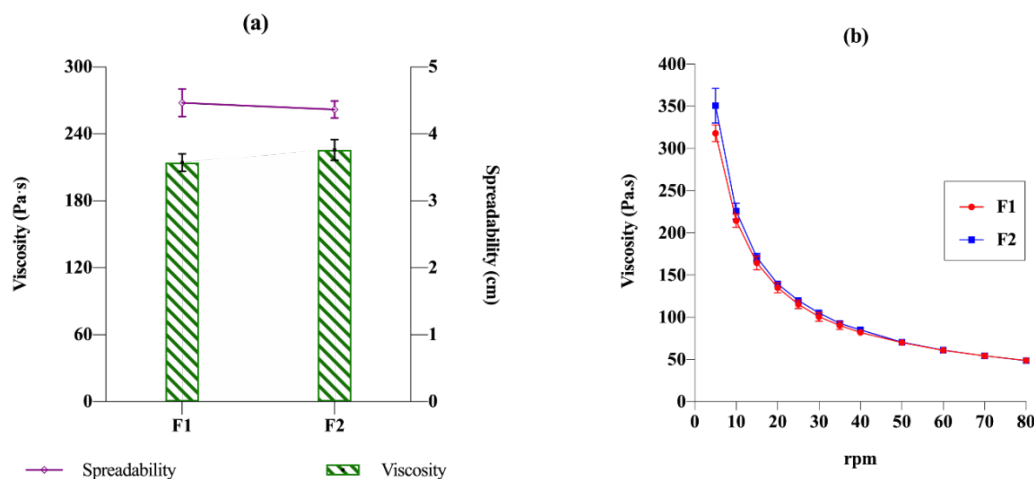 (a)
300
240
180
120
60
0
Viscosity (Pa·s)
5
4
3
2
1
0
Spreadability (cm)
F1 F2
Spreadability Viscosity
(b)
400
350
300
250
200
150
100
50
0
Viscosity (Pa.s)
F1
F2
0 10 20 30 40 50 60 70 80
rpm